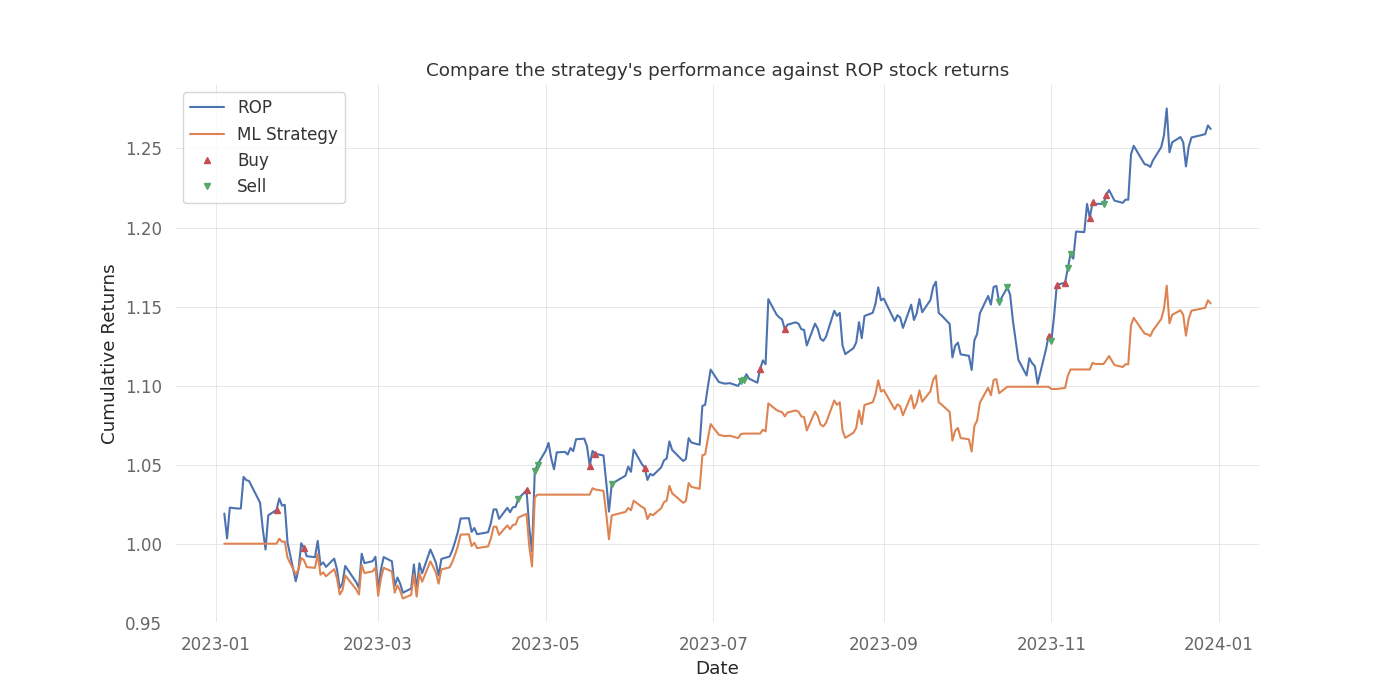 Compare the strategy's performance against ROP stock returns
ROP
ML Strategy
Buy
Sell
Cumulative Returns
1.25
1.20
1.15
1.10
1.05
1.00
0.95
2023-01
2023-03
2023-05
2023-07
2023-09
2023-11
2024-01
Date